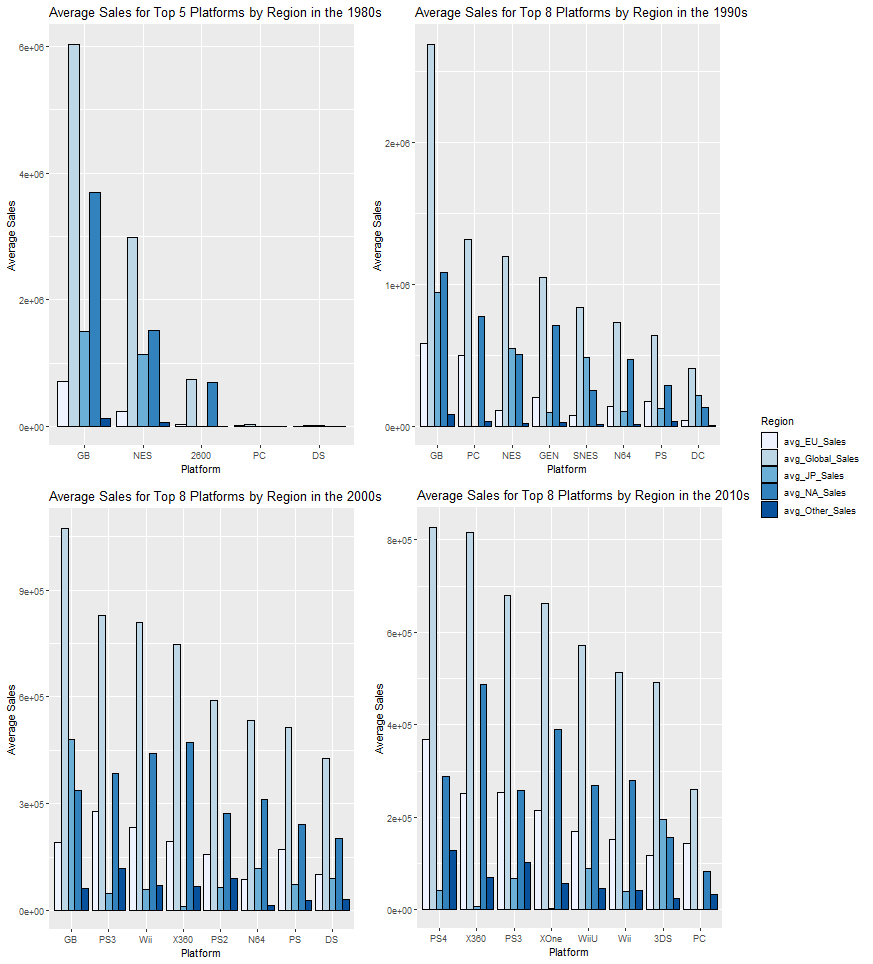 Average Sales for Top 5 Platforms by Region in the 1980s
Average Sales
6e+06
4e+06
2e+06
0e+00
GB NES 2600 PC DS
Platform
Average Sales for Top 8 Platforms by Region in the 1990s
Average Sales
2e+06
1e+06
0e+00
GB PC NES GEN SNES N64 PS DC
Platform
Region
avg_EU_Sales
avg_Global_Sales
avg_JP_Sales
avg_NA_Sales
avg_Other_Sales
Average Sales for Top 8 Platforms by Region in the 2000s
Average Sales
9e+05
6e+05
3e+05
0e+00
GB PS3 Wii X360 PS2 N64 PS DS
Platform
Average Sales for Top 8 Platforms by Region in the 2010s
Average Sales
8e+05
6e+05
4e+05
2e+05
0e+00
PS4 X360 PS3 XOne WiiU Wii 3DS PC
Platform